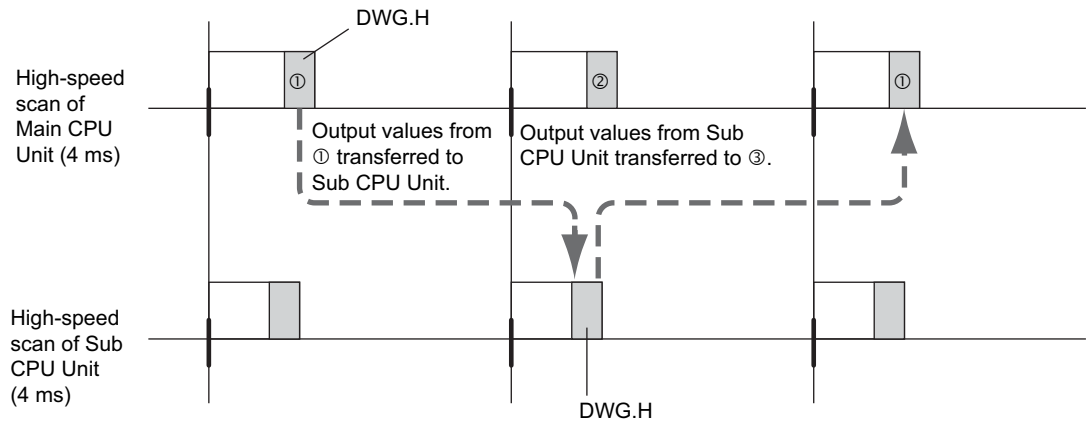 DWG.H
High-speed
scan of
Main CPU
Unit (4 ms)
①
②
①
Output values from
① transferred to
Sub CPU Unit.
Output values from Sub
CPU Unit transferred to ③.
High-speed
scan of Sub
CPU Unit
(4 ms)
DWG.H